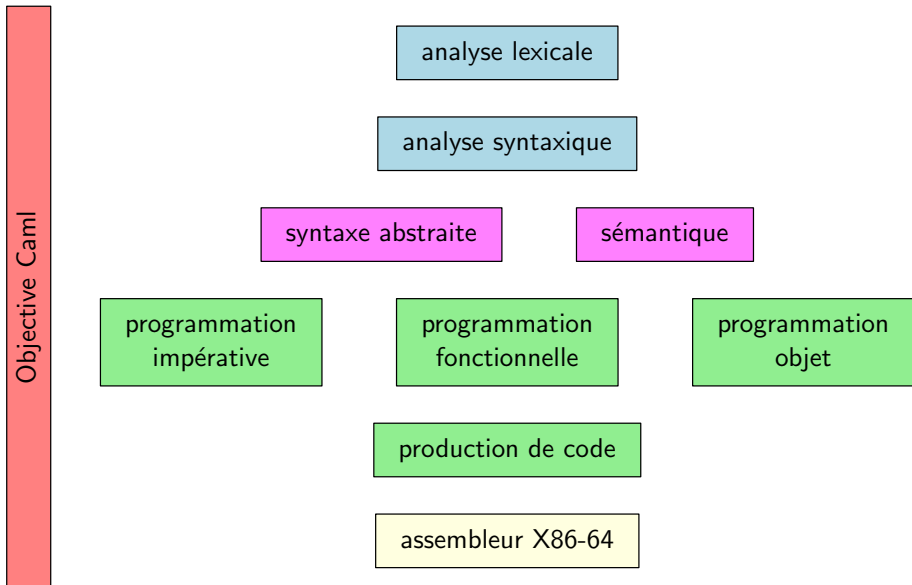 Objective Caml
analyse lexicale
analyse syntaxique
syntaxe abstraite
sémantique
programmation
impérative
programmation
fonctionnelle
programmation
objet
production de code
assembleur X86-64